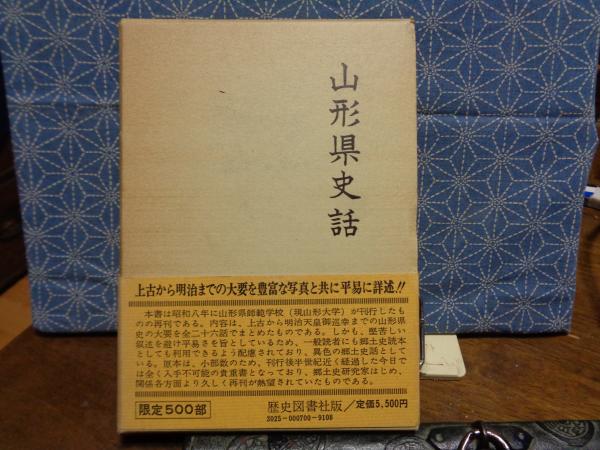 山形県史話
上古から明治までの大要を豊富な写真と共に平易に詳述!!
本書は昭和八年に山形県師範学校(現山形大学)が刊行したも
のの再刊である。内容は、上古から明治天皇御巡幸までの山形県
史の大要を全二十六話でまとめたものである。しかも、堅苦しい
叙述を避け平易さを旨としているため、一般読者にも郷土史読本
としても利用できるよう配慮されており、異色の郷土史話として
いる。原本は、小部数のため、刊行後半世紀近く経過した今日で
は全く入手不可能の貴重書となっており、郷土史研究家はじめ、
関係各方面より久しく再刊が熱望されていたものである。
限定500部
歴史図書社版/定価5,500円
3025-000700-9108